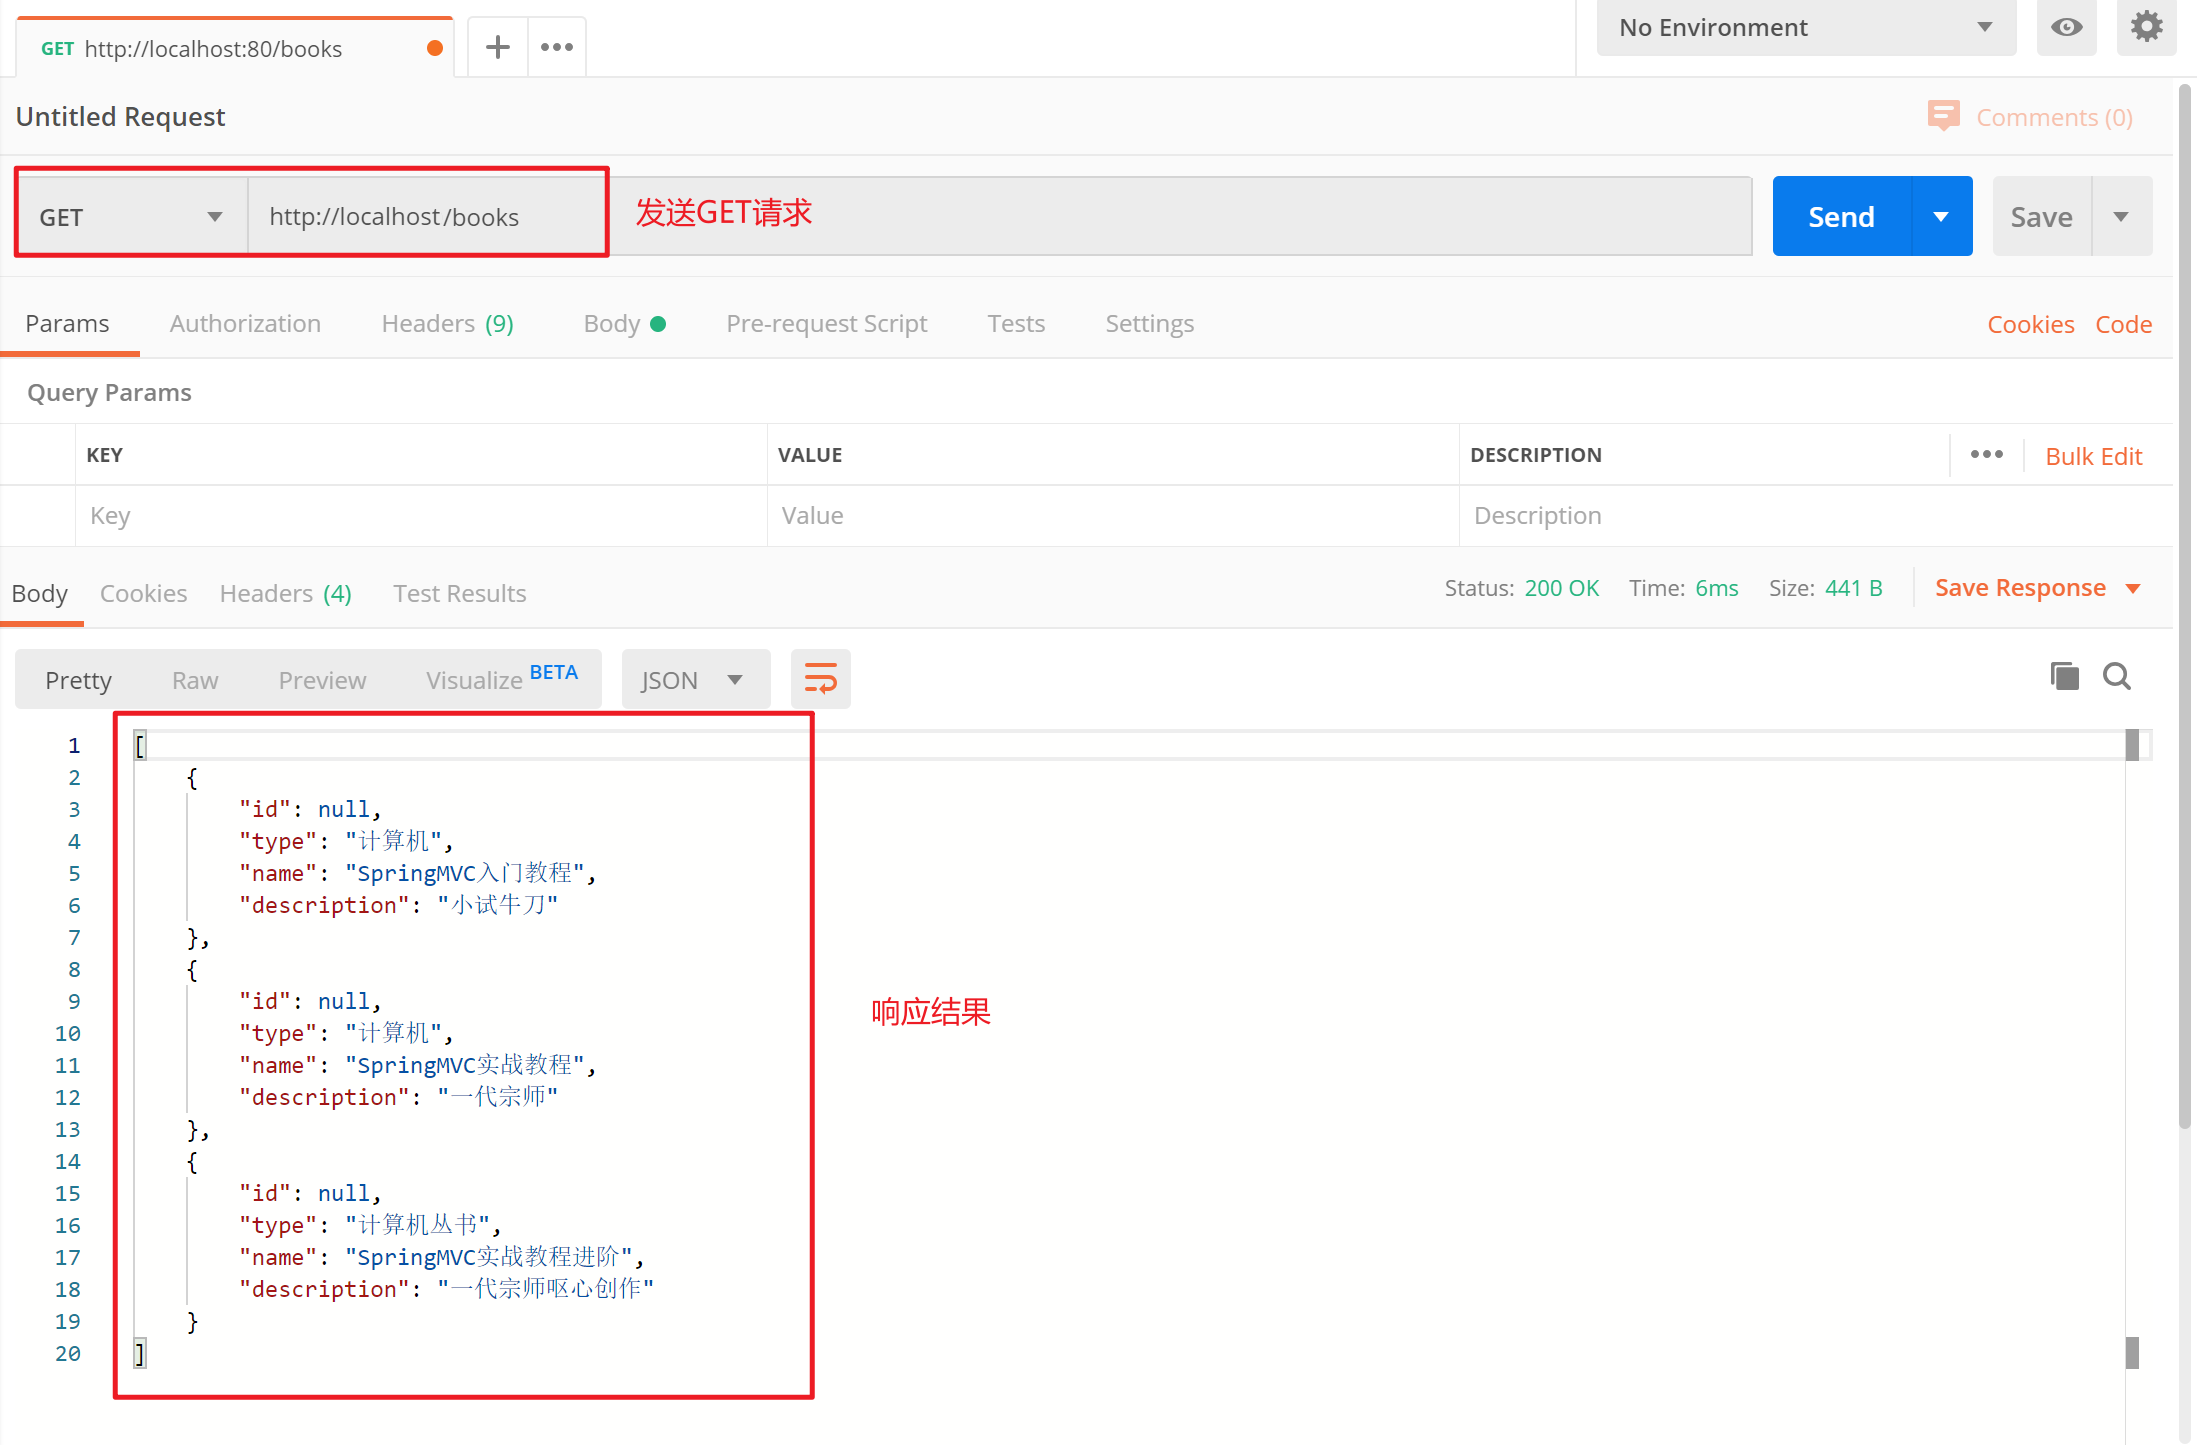 GET http://localhost:80/books
No Environment
Untitled Request
Comments (0)
GET http://localhost/books 发送GET请求 Send Save
Params Authorization Headers (9) Body Pre-request Script Tests Settings Cookies Code
Query Params
KEY VALUE DESCRIPTION Bulk Edit
Key Value Description
Body Cookies Headers (4) Test Results Status: 200 OK Time: 6ms Size: 441 B Save Response
Pretty Raw Preview Visualize BETA JSON
1 [
2 {
3 "id": null,
4 "type": "计算机",
5 "name": "SpringMVC入门教程",
6 "description": "小试牛刀"
7 },
8 {
9 "id": null,
10 "type": "计算机",
11 "name": "SpringMVC实战教程",
12 "description": "一代宗师"
13 },
14 {
15 "id": null,
16 "type": "计算机丛书",
17 "name": "SpringMVC实战教程进阶",
18 "description": "一代宗师呕心创作"
19 }
20 ]
响应结果